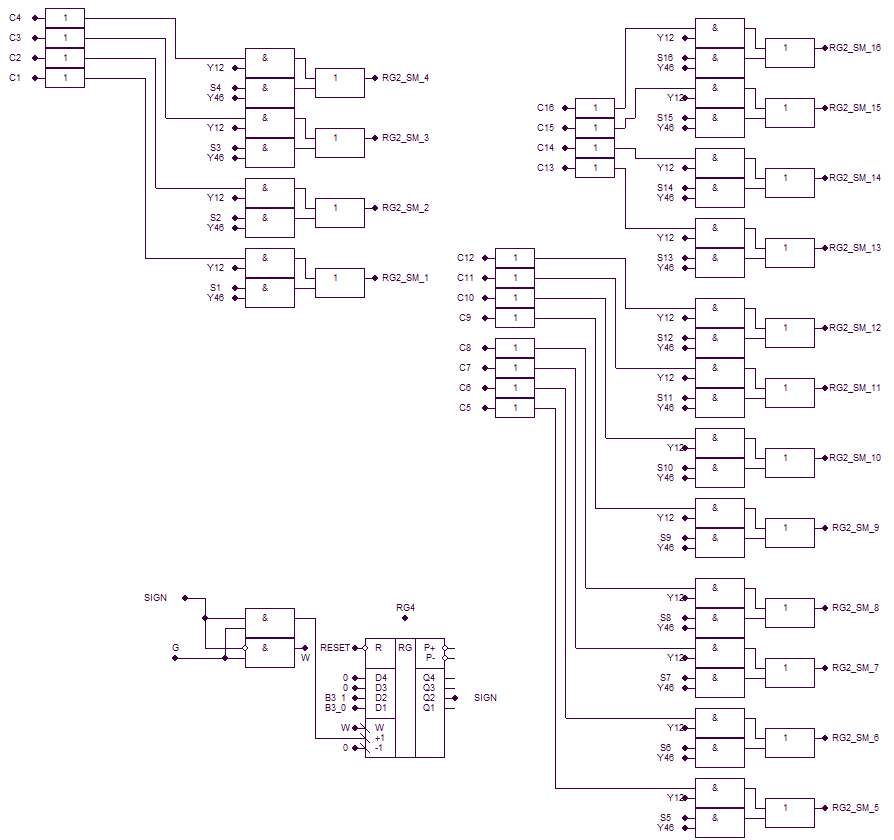 C4 1
C3 1
C2 1
C1 1
Y12 &
S4 & 1 RG2_SM_4
Y46
Y12 &
S3 & 1 RG2_SM_3
Y46
Y12 &
S2 & 1 RG2_SM_2
Y46
Y12 &
S1 & 1 RG2_SM_1
Y46
C16 1
C15 1
C14 1
C13 1
Y12 &
S16 & 1 RG2_SM_16
Y46
Y12 &
S15 & 1 RG2_SM_15
Y46
Y12 &
S14 & 1 RG2_SM_14
Y46
Y12 &
S13 & 1 RG2_SM_13
Y46
C12 1
C11 1
C10 1
C9 1
C8 1
C7 1
C6 1
C5 1
Y12 &
S12 & 1 RG2_SM_12
Y46
Y12 &
S11 & 1 RG2_SM_11
Y46
Y12 &
S10 & 1 RG2_SM_10
Y46
Y12 &
S9 & 1 RG2_SM_9
Y46
Y12 &
S8 & 1 RG2_SM_8
Y46
Y12 &
S7 & 1 RG2_SM_7
Y46
Y12 &
S6 & 1 RG2_SM_6
Y46
Y12 &
S5 & 1 RG2_SM_5
Y46
SIGN &
G & W
RG4
RESET R RG P+
P-
0 D4 Q4
0 D3 Q3
B3_1 D2 Q2 SIGN
B3_0 D1 Q1
W W
+1
0 -1